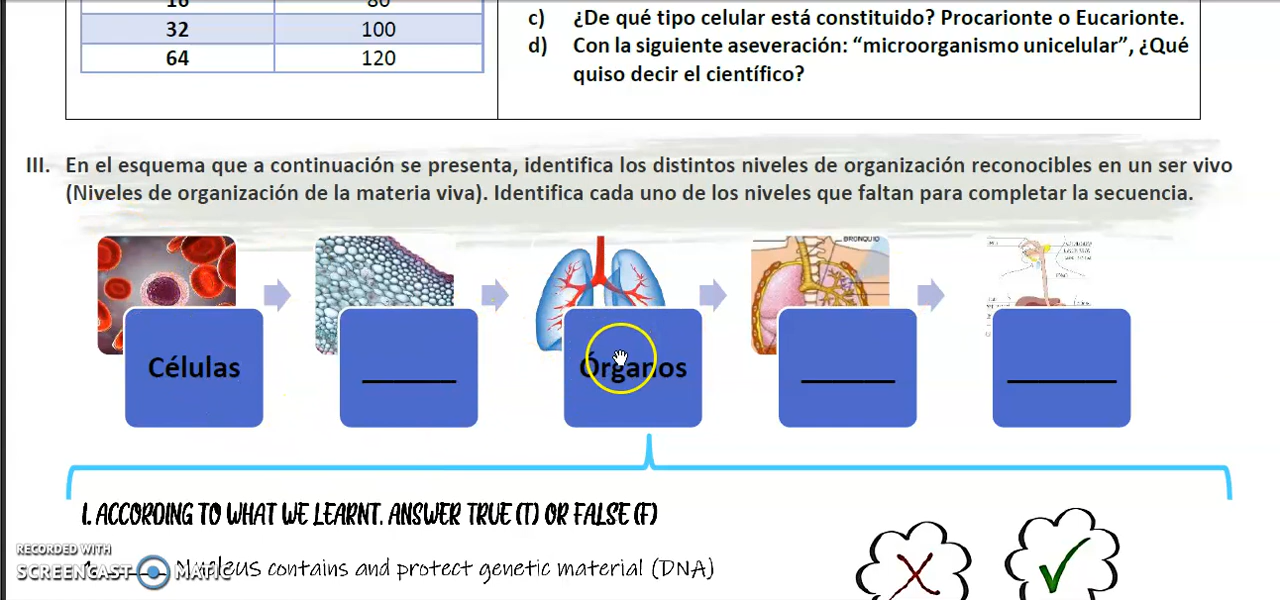 16 80
32 100
64 120
c) ¿De qué tipo celular está constituido? Procarionte o Eucarionte.
d) Con la siguiente aseveración: “microorganismo unicelular”, ¿Qué
quiso decir el científico?
III. En el esquema que a continuación se presenta, identifica los distintos niveles de organización reconocibles en un ser vivo
(Niveles de organización de la materia viva). Identifica cada uno de los niveles que faltan para completar la secuencia.
BRONQUIO
Células ________ Órganos ________ _________
I. ACCORDING TO WHAT WE LEARNT. ANSWER TRUE (T) OR FALSE (F)
RECORDED WITH
SCREENCAST MATIC
Nucleus contains and protect genetic material (DNA)